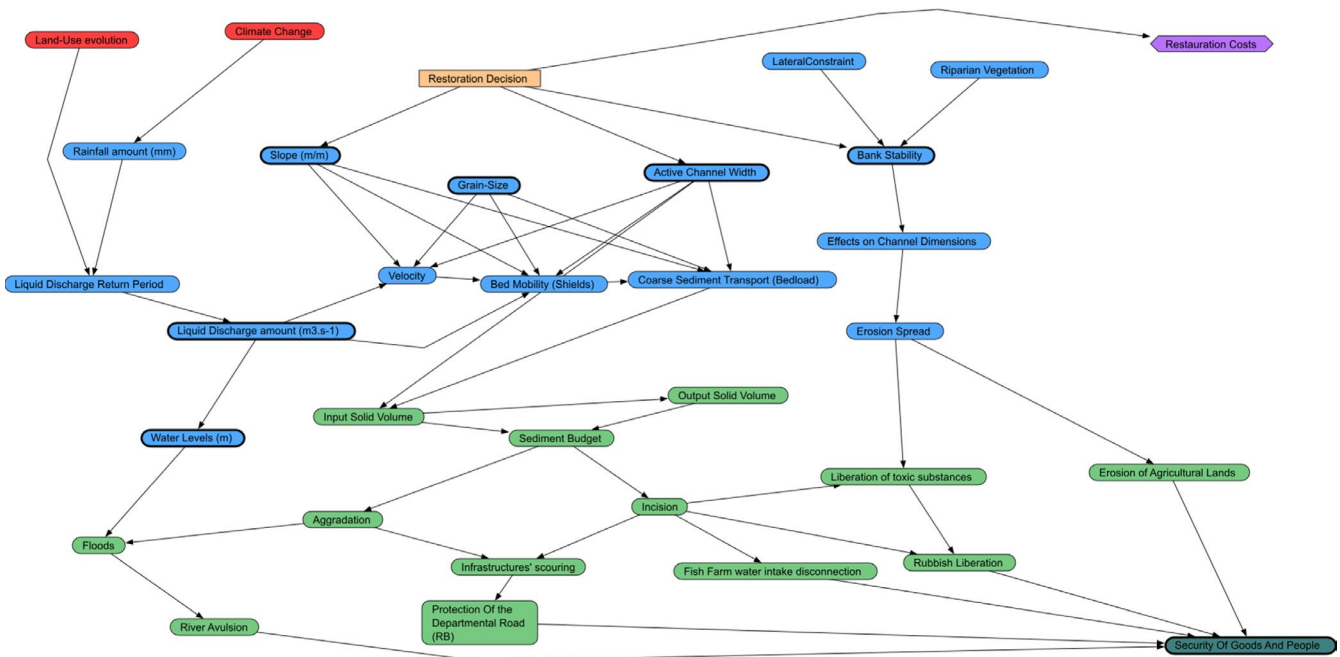 Climate Change
Land-Use evolution
Restauration Costs
LateralConstraint
Riparian Vegetation
Restoration Decision
Rainfall amount (mm)
Slope (m/m)
Bank Stability
Active Channel Width
Grain-Size
Effects on Channel Dimensions
Velocity
Coarse Sediment Transport (Bedload)
Liquid Discharge Return Period
Bed Mobility (Shields)
Liquid Discharge amount (m3.s-1)
Erosion Spread
Output Solid Volume
Input Solid Volume
Water Levels (m)
Sediment Budget
Erosion of Agricultural Lands
Liberation of toxic substances
Incision
Aggradation
Floods
Rubbish Liberation
Infrastructures' scouring
Fish Farm water intake disconnection
Protection Of the
Departmental Road
(RB)
River Avulsion
Security Of Goods And People